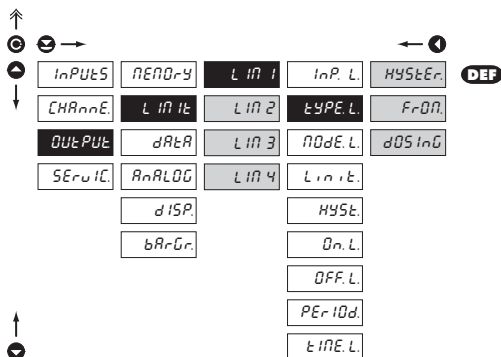 InPUtS MEMOrY LIM 1 InP. L. HYStEr. DEF
CHAnnE. LIMIt LIM 2 tYPE. L. FrOM.
OUtPUt dAtA LIM 3 MOdE. L. dOSInG
SErvIC. AnALOG LIM 4 Limit.
dISP. HYSt.
bArGr. On. L.
OFF. L.
PErIOd.
tIME. L.